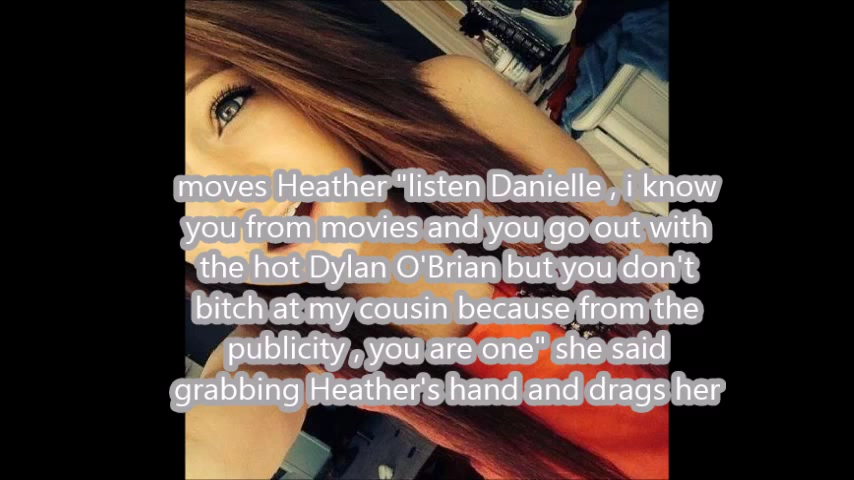 moves Heather "listen Danielle , i know
you from movies and you go out with
the hot Dylan O'Brian but you don't
bitch at my cousin because from the
publicity , you are one" she said
grabbing Heather's hand and drags her